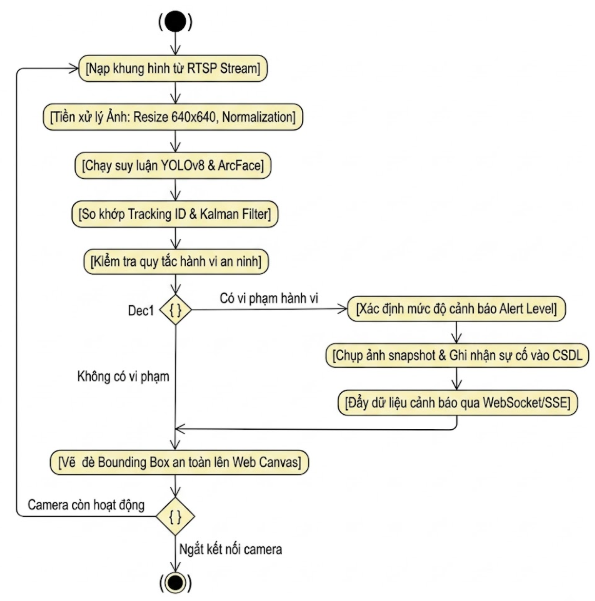 ( )
[Nạp khung hình từ RTSP Stream]
[Tiền xử lý Ảnh: Resize 640x640, Normalization]
[Chạy suy luận YOLOv8 & ArcFace]
[So khớp Tracking ID & Kalman Filter]
[Kiểm tra quy tắc hành vi an ninh]
Dec1
{ }
Có vi phạm hành vi
[Xác định mức độ cảnh báo Alert Level]
[Chụp ảnh snapshot & Ghi nhận sự cố vào CSDL
[Đẩy dữ liệu cảnh báo qua WebSocket/SSE]
Không có vi phạm
[Vẽ đè Bounding Box an toàn lên Web Canvas]
Camera còn hoạt động
{ }
Ngắt kết nối camera
( )